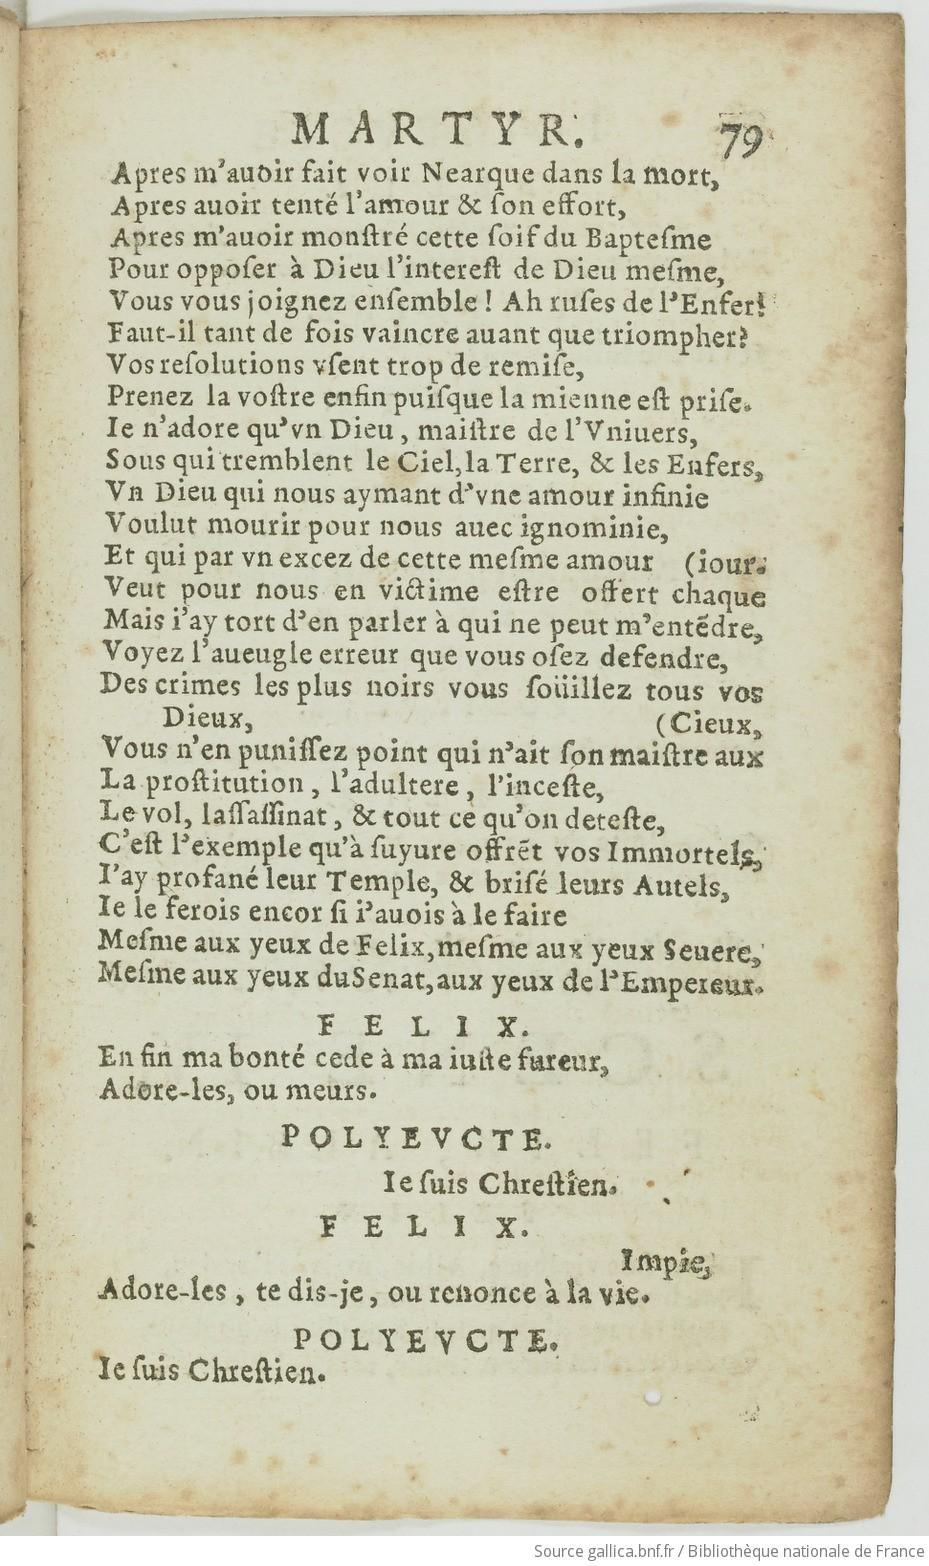 MARTYR. 79
Apres m'auoir fait voir Nearque dans la mort,
Apres auoir tenté l'amour & ſon effort,
Apres m'auoir monſtré cette ſoif du Bapteſme
Pour oppoſer à Dieu l'intereſt de Dieu meſme,
Vous vous joignez enſemble ! Ah ruſes de l'Enfer!
Faut-il tant de fois vaincre auant que triompher?
Vos reſolutions vſent trop de remiſe,
Prenez la voſtre enfin puiſque la mienne eſt priſe.
Ie n'adore qu'vn Dieu, maiſtre de l'Vniuers,
Sous qui tremblent le Ciel, la Terre, & les Enfers,
Vn Dieu qui nous aymant d'vne amour infinie
Voulut mourir pour nous auec ignominie,
Et qui par vn excez de cette meſme amour (iour.
Veut pour nous en victime eſtre offert chaque
Mais i'ay tort d'en parler à qui ne peut m'entẽdre,
Voyez l'aueugle erreur que vous oſez defendre,
Des crimes les plus noirs vous ſoüillez tous vos
Dieux, (Cieux,
Vous n'en puniſſez point qui n'ait ſon maiſtre aux
La proſtitution, l'adultere, l'inceſte,
Le vol, laſſaſſinat, & tout ce qu'on deteſte,
C'eſt l'exemple qu'à ſuyure offrẽt vos Immortels,
I'ay profané leur Temple, & briſé leurs Autels,
Ie le ferois encor ſi i'auois à le faire
Meſme aux yeux de Felix, meſme aux yeux Seuere,
Meſme aux yeux du Senat, aux yeux de l'Empereur.
FELIX.
En fin ma bonté cede à ma iuſte fureur,
Adore-les, ou meurs.
POLYEVCTE.
Ie ſuis Chreſtien.
FELIX.
Impie,
Adore-les, te dis-je, ou renonce à la vie.
POLYEVCTE.
Ie ſuis Chreſtien.
Source gallica.bnf.fr / Bibliothèque nationale de France